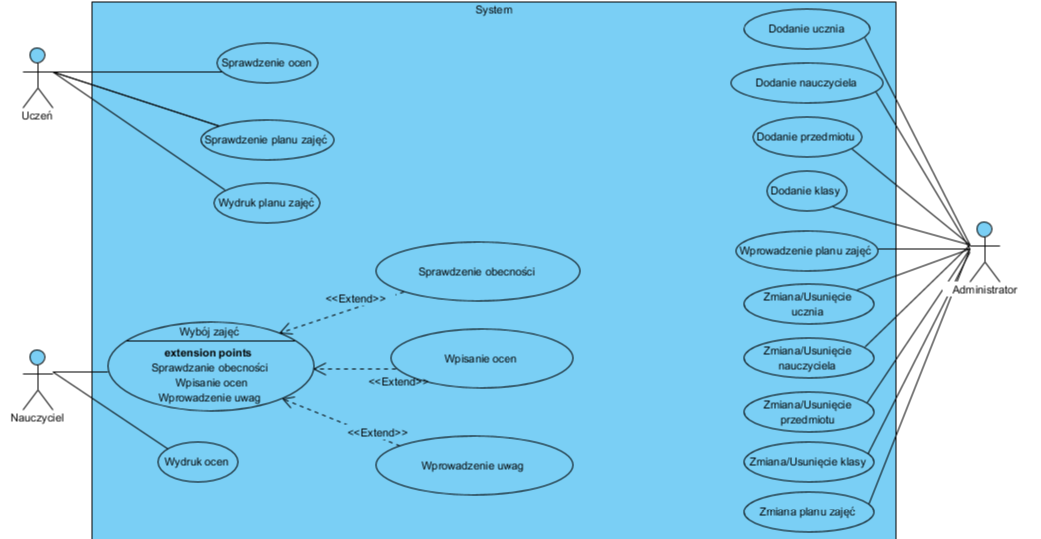 System
Uczeń
Sprawdzenie ocen
Sprawdzenie planu zajęć
Wydruk planu zajęć
Sprawdzenie obecności
<<Extend>>
Wybój zajęć
extension points
Sprawdzanie obecności
Wpisanie ocen
Wprowadzenie uwag
Wpisanie ocen
<<Extend>>
<<Extend>>
Wprowadzenie uwag
Nauczyciel
Wydruk ocen
Dodanie ucznia
Dodanie nauczyciela
Dodanie przedmiotu
Dodanie klasy
Wprowadzenie planu zajęć
Zmiana/Usunięcie
ucznia
Zmiana/Usunięcie
nauczyciela
Zmiana/Usunięcie
przedmiotu
Zmiana/Usunięcie klasy
Zmiana planu zajęć
Administrator